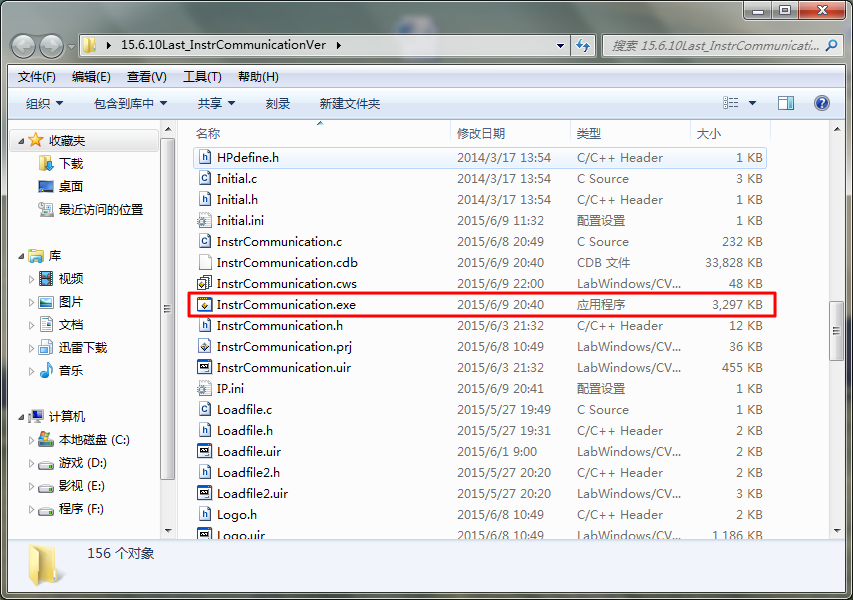 15.6.10Last_InstrCommunicationVer
搜索 15.6.10Last_InstrCommunicati...
文件(F) 编辑(E) 查看(V) 工具(T) 帮助(H)
组织 包含到库中 共享 刻录 新建文件夹
收藏夹
下载
桌面
最近访问的位置
库
视频
图片
文档
迅雷下载
音乐
计算机
本地磁盘 (C:)
游戏 (D:)
影视 (E:)
程序 (F:)
名称 修改日期 类型 大小
HPdefine.h 2014/3/17 13:54 C/C++ Header 1 KB
Initial.c 2014/3/17 13:54 C Source 3 KB
Initial.h 2014/3/17 13:54 C/C++ Header 1 KB
Initial.ini 2015/6/9 11:32 配置设置 1 KB
InstrCommunication.c 2015/6/8 20:49 C Source 232 KB
InstrCommunication.cdb 2015/6/9 20:40 CDB 文件 33,828 KB
InstrCommunication.cws 2015/6/9 22:00 LabWindows/CV... 48 KB
InstrCommunication.exe 2015/6/9 20:40 应用程序 3,297 KB
InstrCommunication.h 2015/6/3 21:32 C/C++ Header 12 KB
InstrCommunication.prj 2015/6/8 10:49 LabWindows/CV... 36 KB
InstrCommunication.uir 2015/6/3 21:32 LabWindows/CV... 455 KB
IP.ini 2015/6/9 20:41 配置设置 1 KB
Loadfile.c 2015/5/27 19:49 C Source 1 KB
Loadfile.h 2015/5/27 19:31 C/C++ Header 2 KB
Loadfile.uir 2015/6/1 9:00 LabWindows/CV... 2 KB
Loadfile2.h 2015/5/27 20:20 C/C++ Header 2 KB
Loadfile2.uir 2015/5/27 20:20 LabWindows/CV... 3 KB
Logo.h 2015/6/8 10:49 C/C++ Header 2 KB
Logo.uir 2015/6/8 10:49 LabWindows/CV... 1,186 KB
156 个对象